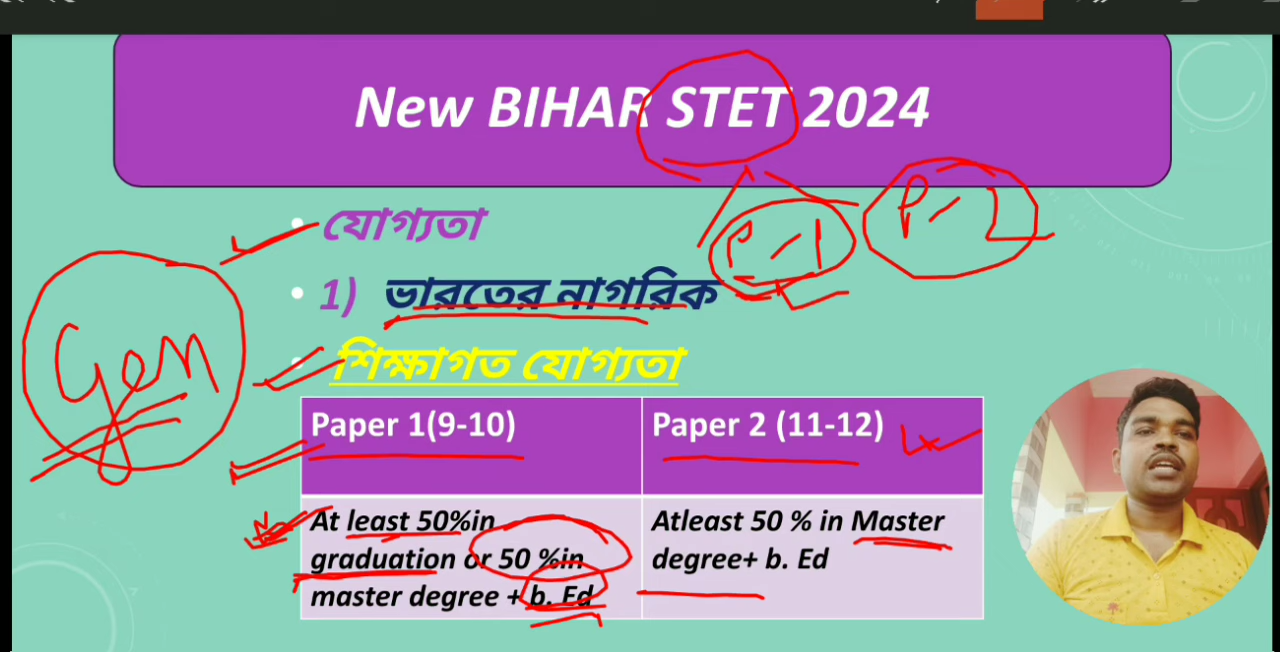 New BIHAR STET 2024
P-1
P-2
• যোগ্যতা
• 1) ভারতের নাগরিক
Gen
• শিক্ষাগত যোগ্যতা
Paper 1(9-10)
Paper 2 (11-12)
At least 50%in
graduation or 50 %in
master degree + b. Ed
Atleast 50 % in Master
degree+ b. Ed